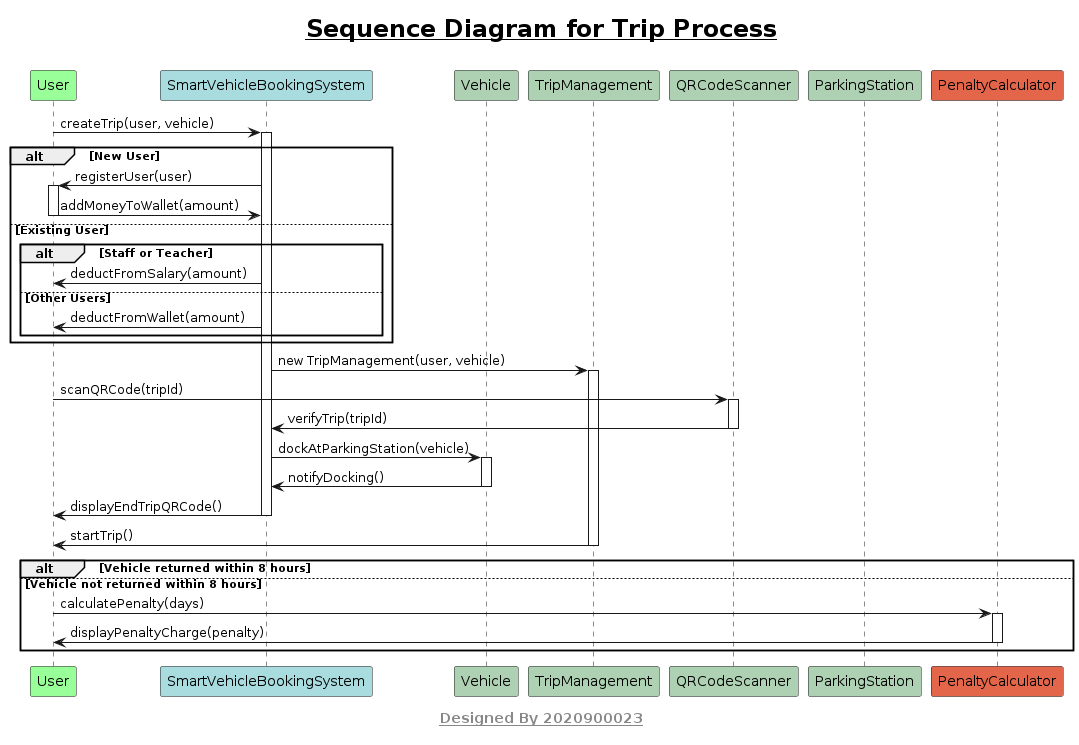 Sequence Diagram for Trip Process
User SmartVehicleBookingSystem Vehicle TripManagement QRCodeScanner ParkingStation PenaltyCalculator
createTrip(user, vehicle)
alt [New User]
registerUser(user)
addMoneyToWallet(amount)
[Existing User]
alt [Staff or Teacher]
deductFromSalary(amount)
[Other Users]
deductFromWallet(amount)
new TripManagement(user, vehicle)
scanQRCode(tripId)
verifyTrip(tripId)
dockAtParkingStation(vehicle)
notifyDocking()
displayEndTripQRCode()
startTrip()
alt [Vehicle returned within 8 hours]
[Vehicle not returned within 8 hours]
calculatePenalty(days)
displayPenaltyCharge(penalty)
User SmartVehicleBookingSystem Vehicle TripManagement QRCodeScanner ParkingStation PenaltyCalculator
Designed By 2020900023